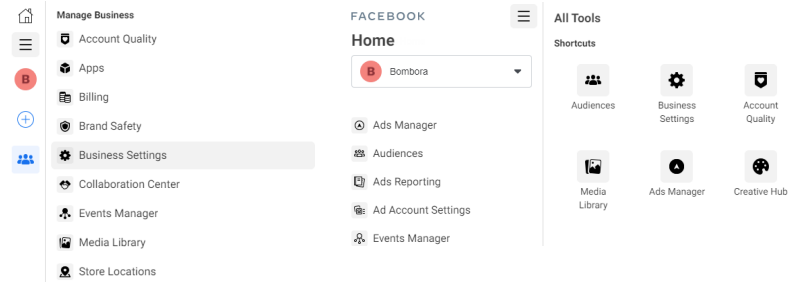 Manage Business
Account Quality
Apps
Billing
Brand Safety
Business Settings
Collaboration Center
Events Manager
Media Library
Store Locations
B
FACEBOOK
Home
B Bombora
Ads Manager
Audiences
Ads Reporting
Ad Account Settings
Events Manager
All Tools
Shortcuts
Audiences
Business
Settings
Account
Quality
Media
Library
Ads Manager
Creative Hub